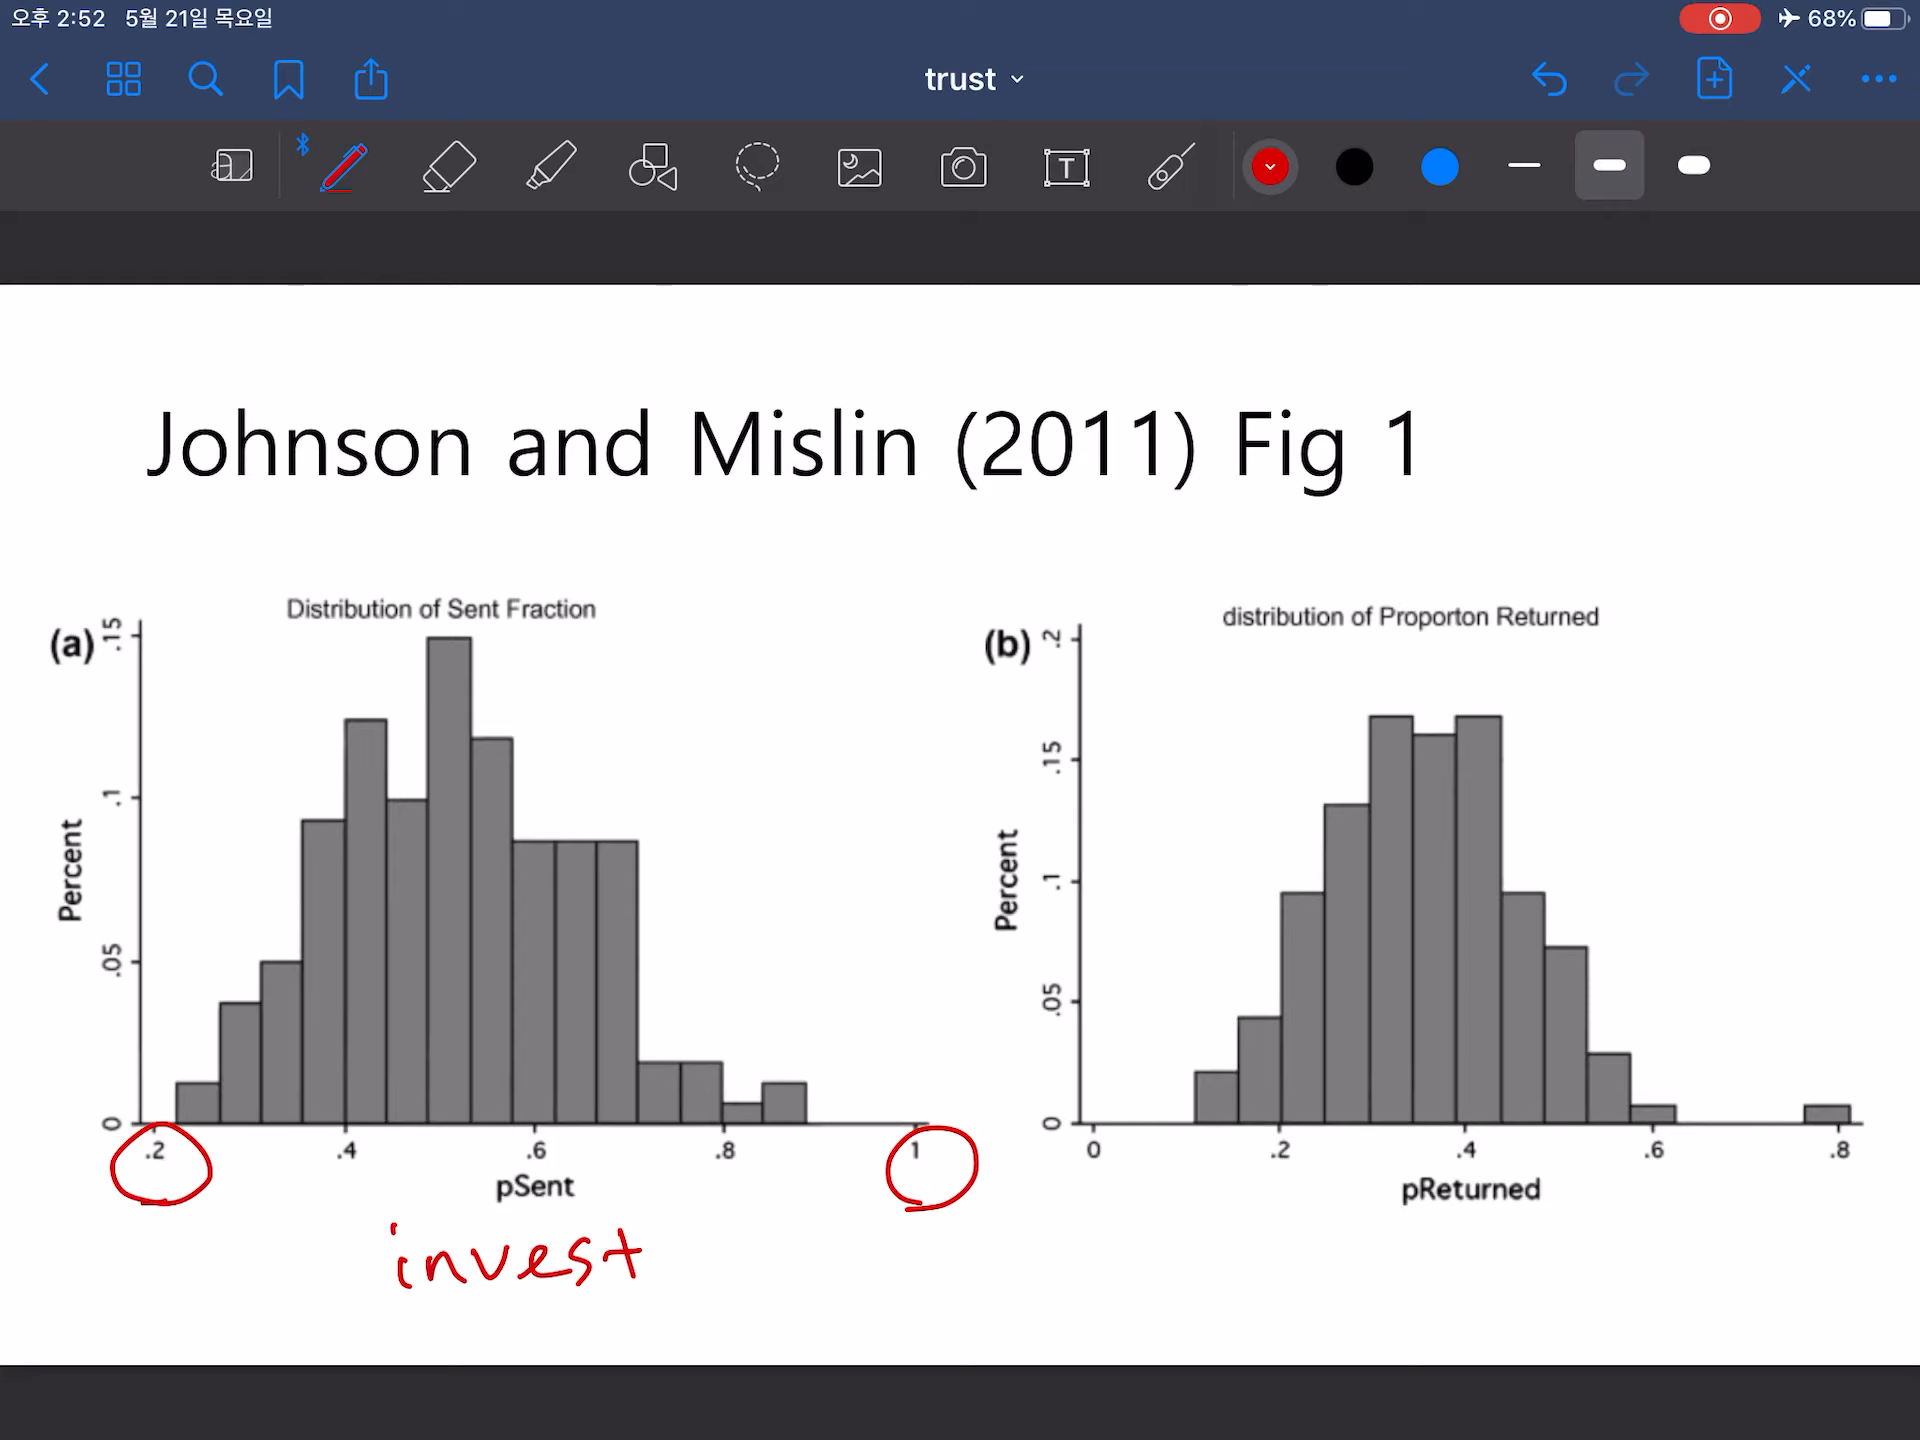 오후 2:52 5월 21일 목요일 68%
trust
Johnson and Mislin (2011) Fig 1
(a)
Distribution of Sent Fraction
Percent
.15
.1
.05
0
.2 .4 .6 .8 1
pSent
invest
(b)
distribution of Proporton Returned
Percent
.2
.15
.1
.05
0
0 .2 .4 .6 .8
pReturned